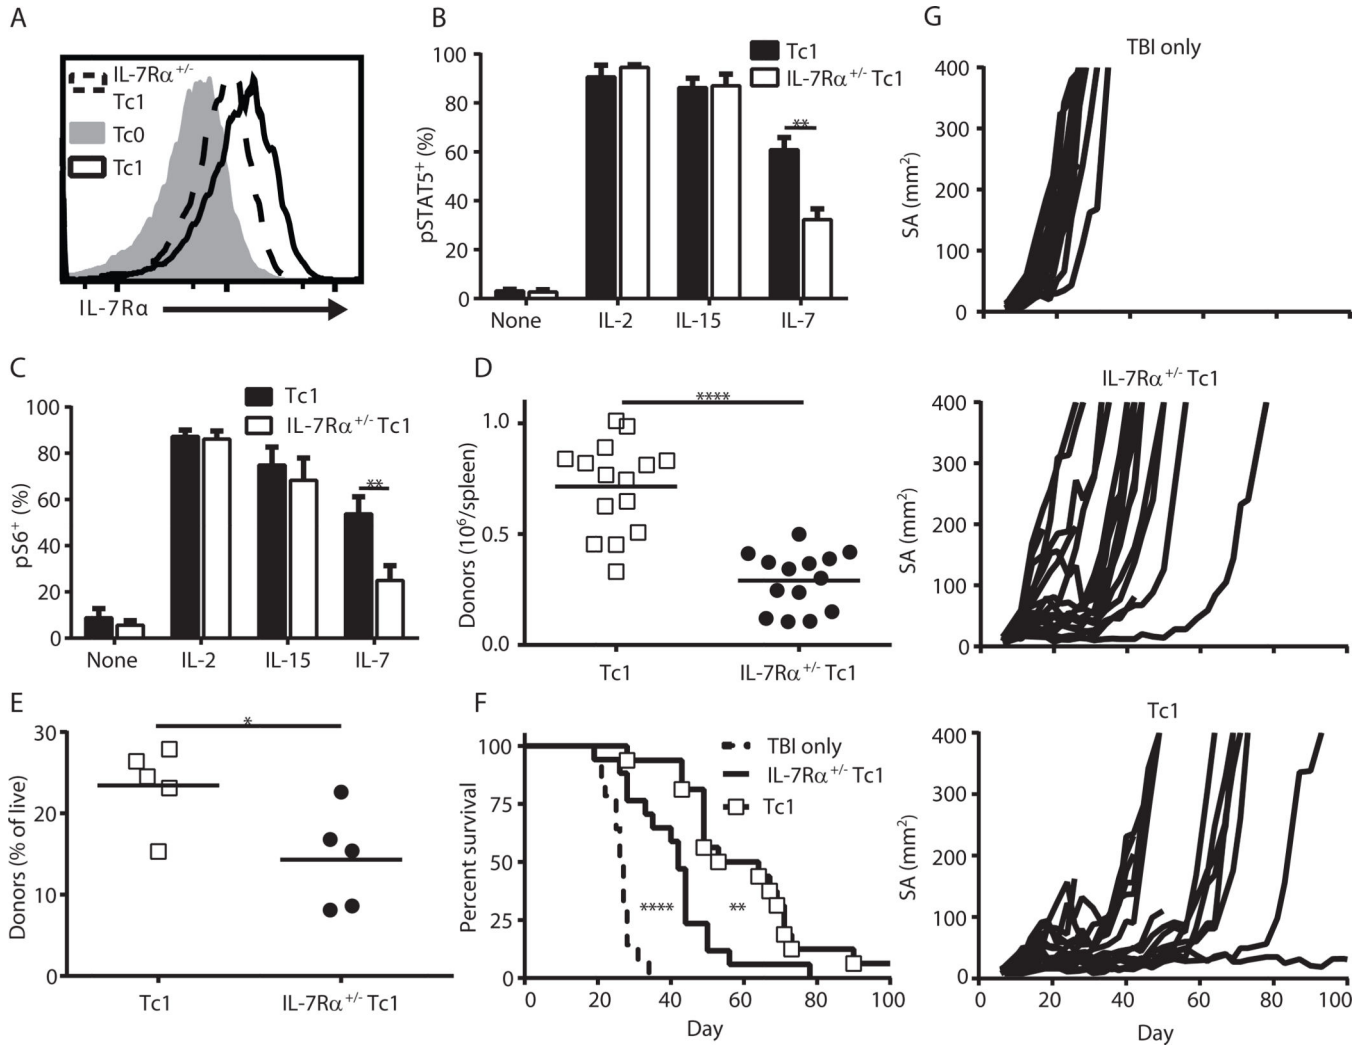 A
IL-7Rα+/-
Tc1
Tc0
Tc1
IL-7Rα
B
pSTAT5+ (%)
100
80
60
40
20
0
Tc1
IL-7Rα+/- Tc1
**
None IL-2 IL-15 IL-7
C
pS6+ (%)
100
80
60
40
20
0
Tc1
IL-7Rα+/- Tc1
**
None IL-2 IL-15 IL-7
D
Donors (10^6/spleen)
1.0
0.5
0.0
****
Tc1 IL-7Rα+/- Tc1
E
Donors (% of live)
30
20
10
0
*
Tc1 IL-7Rα+/- Tc1
F
Percent survival
100
75
50
25
0
TBI only
IL-7Rα+/- Tc1
Tc1
**** **
0 20 40 60 80 100
Day
G
TBI only
SA (mm²)
400
300
200
100
0
IL-7Rα+/- Tc1
SA (mm²)
400
300
200
100
0
Tc1
SA (mm²)
400
300
200
100
0
0 20 40 60 80 100
Day